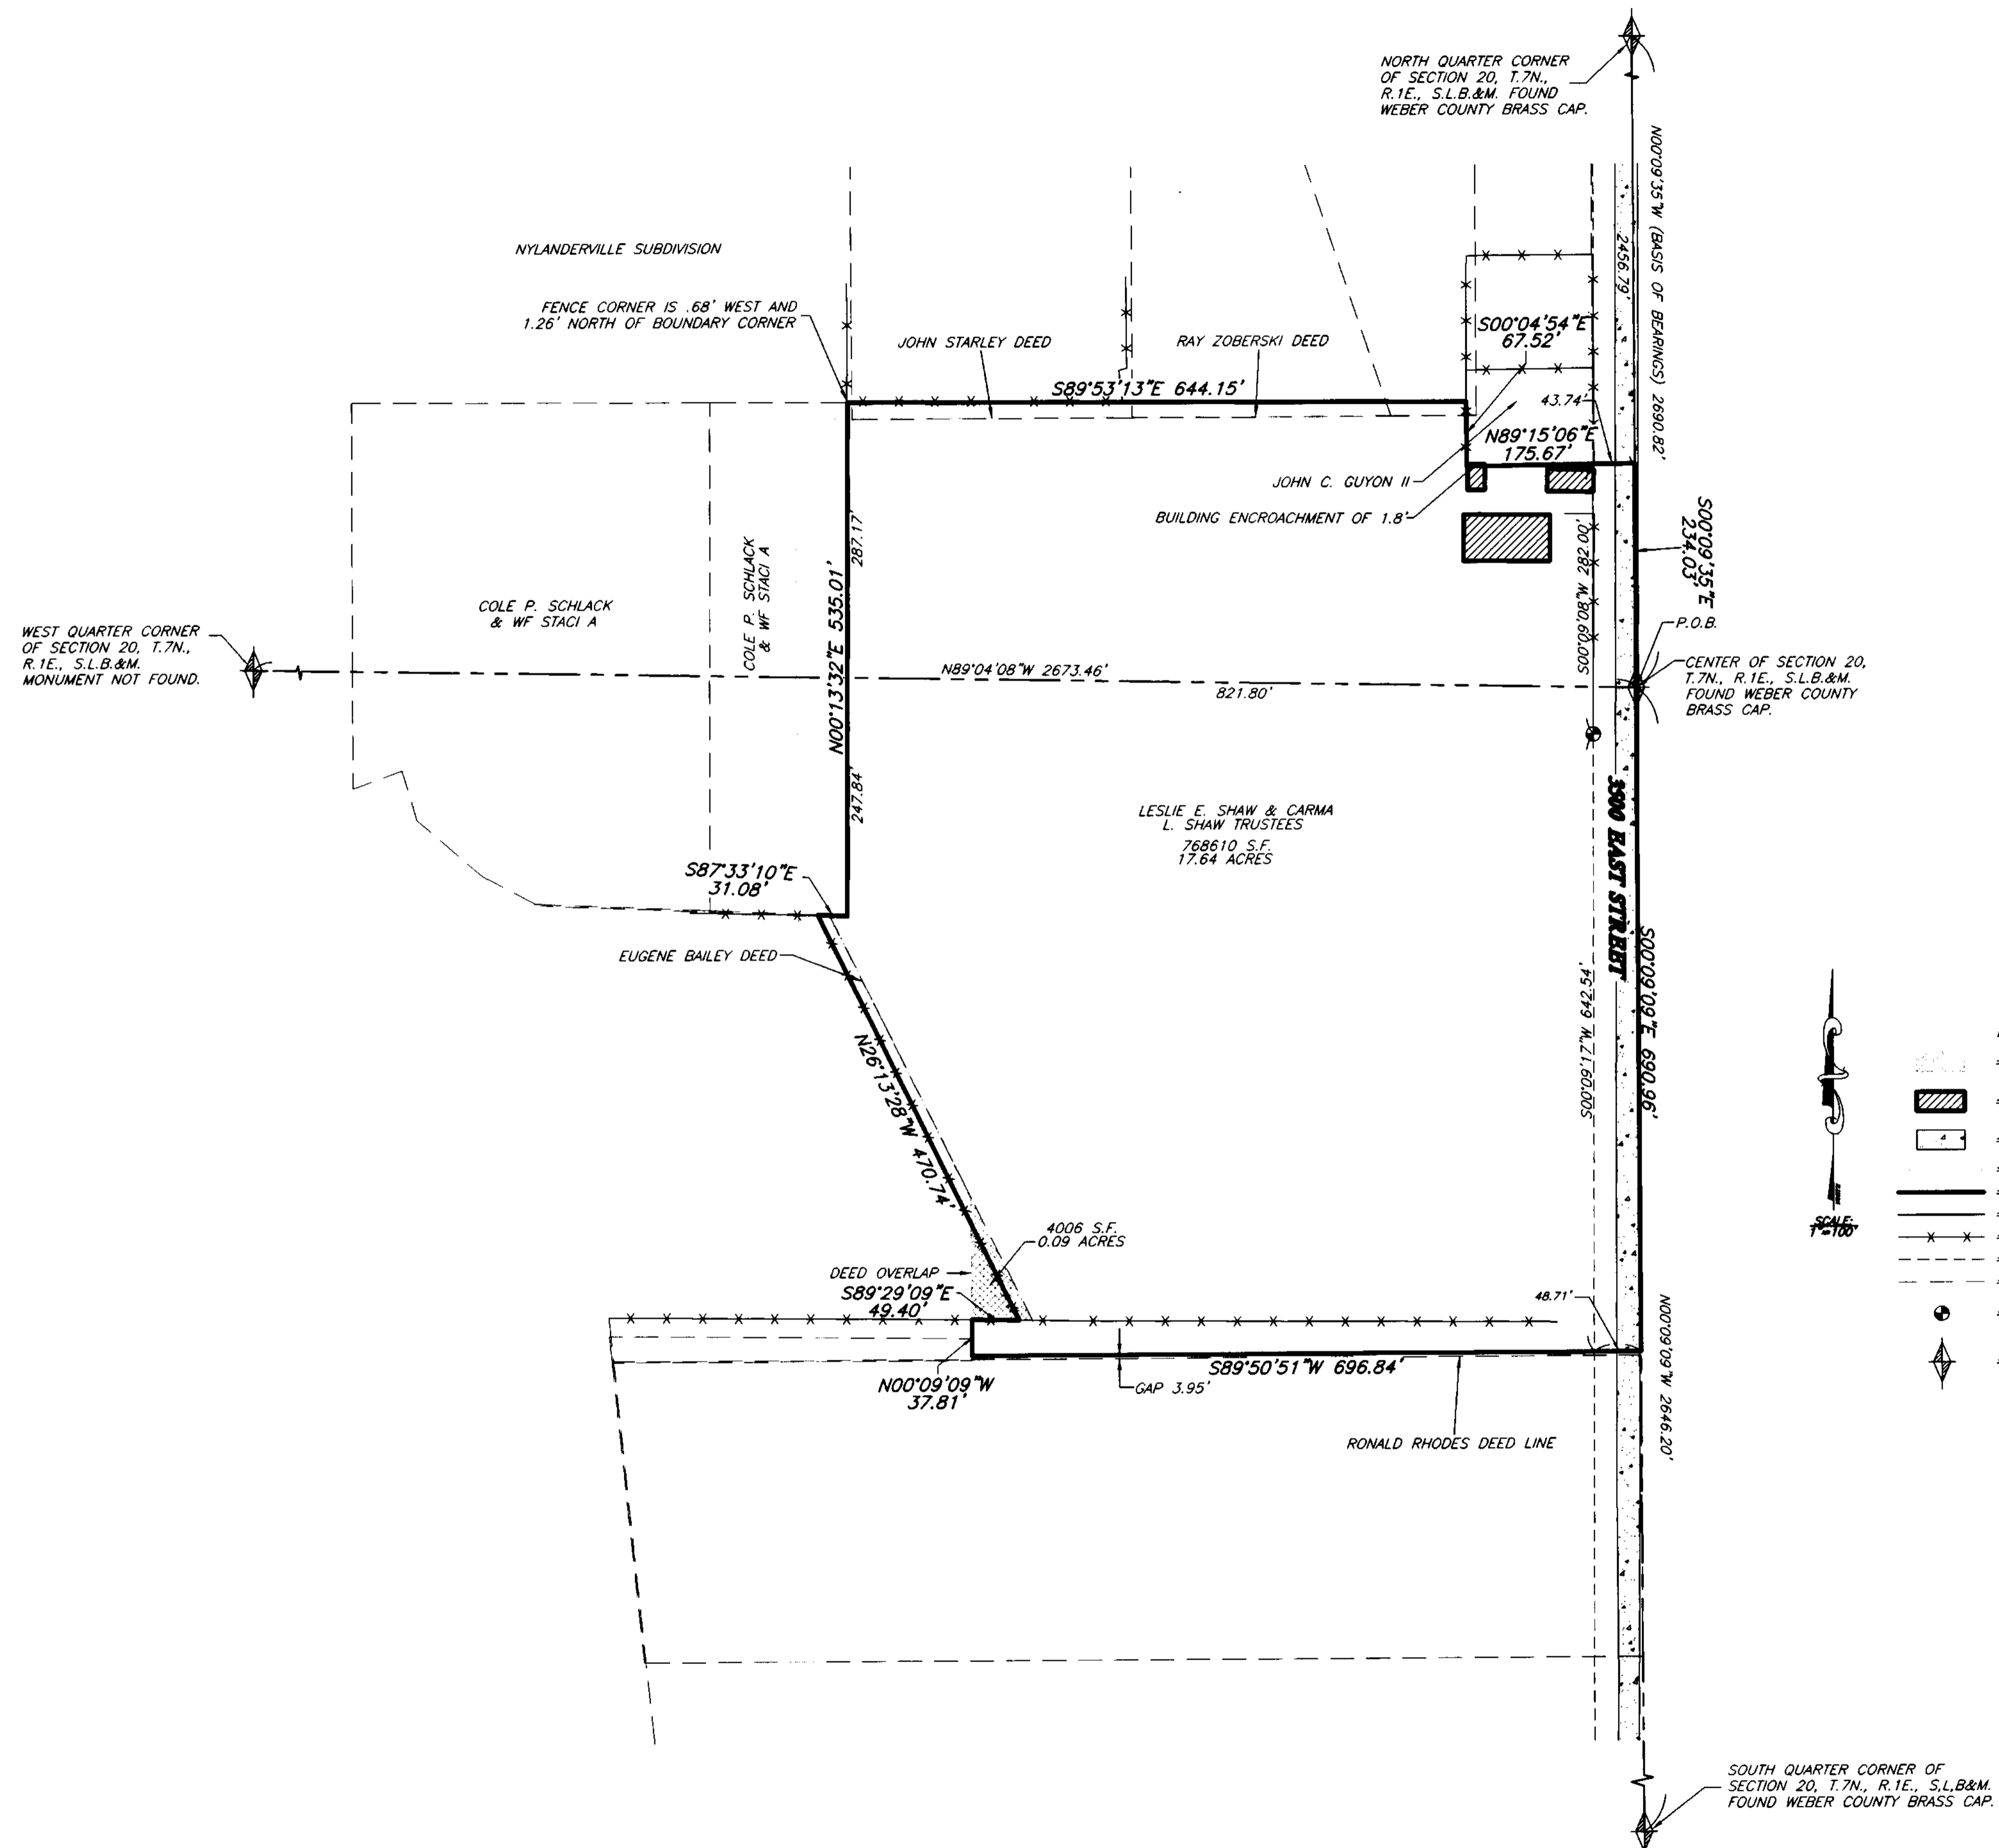 NORTH QUARTER CORNER
OF SECTION 20, T.7N.,
R.1E., S.L.B.&M. FOUND
WEBER COUNTY BRASS CAP.
N00°09'35"W (BASIS OF BEARINGS) 2690.82'
2456.79'
NYLANDERVILLE SUBDIVISION
FENCE CORNER IS .68' WEST AND
1.26' NORTH OF BOUNDARY CORNER
JOHN STARLEY DEED
RAY ZOBERSKI DEED
S00°04'54"E
67.52'
S89°53'13"E 644.15'
43.74'
N89°15'06"E
175.67'
JOHN C. GUYON II
BUILDING ENCROACHMENT OF 1.8'
S00°09'35"E
234.03'
287.17'
COLE P. SCHLACK
& WF STACI A
COLE P. SCHLACK
& WF STACI A
N00°13'32"E 535.01'
S00°09'08"W 282.00'
WEST QUARTER CORNER
OF SECTION 20, T.7N.,
R.1E., S.L.B.&M.
MONUMENT NOT FOUND.
N89°04'08"W 2673.46'
821.80'
P.O.B.
CENTER OF SECTION 20,
T.7N., R.1E., S.L.B.&M.
FOUND WEBER COUNTY
BRASS CAP.
247.84'
LESLIE E. SHAW & CARMA
L. SHAW TRUSTEES
768610 S.F.
17.64 ACRES
3500 EAST STREET
S87°33'10"E
31.08'
EUGENE BAILEY DEED
S00°09'17"W 642.54'
S00°09'09"E 690.96'
N26°13'28"W 470.74'
SCALE:
1"=100'
4006 S.F.
0.09 ACRES
DEED OVERLAP
S89°29'09"E
49.40'
48.71'
N00°09'09"W 2646.20'
S89°50'51"W 696.84'
N00°09'09"W
37.81'
GAP 3.95'
RONALD RHODES DEED LINE
SOUTH QUARTER CORNER OF
SECTION 20, T.7N., R.1E., S,L,B&M.
FOUND WEBER COUNTY BRASS CAP.